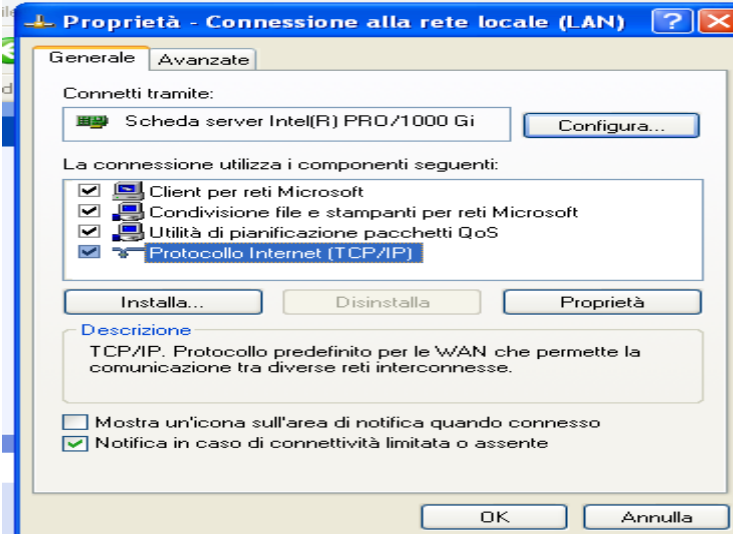 Proprietà - Connessione alla rete locale (LAN)
Generale
Avanzate
Connetti tramite:
Scheda server Intel(R) PRO/1000 Gi
Configura...
La connessione utilizza i componenti seguenti:
Client per reti Microsoft
Condivisione file e stampanti per reti Microsoft
Utilità di pianificazione pacchetti QoS
Protocollo Internet (TCP/IP)
Installa...
Disinstalla
Proprietà
Descrizione
TCP/IP. Protocollo predefinito per le WAN che permette la
comunicazione tra diverse reti interconnesse.
Mostra un'icona sull'area di notifica quando connesso
Notifica in caso di connettività limitata o assente
OK
Annulla